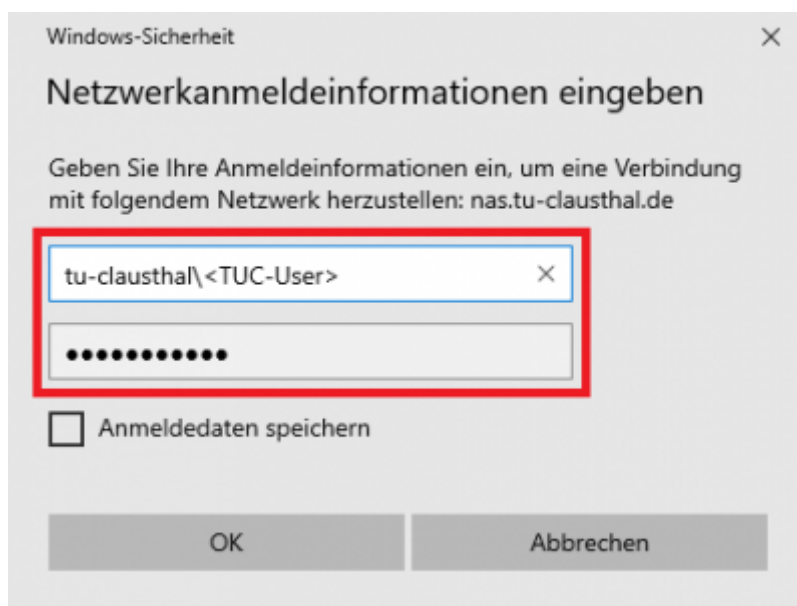 Windows-Sicherheit
Netzwerkanmeldeinformationen eingeben
Geben Sie Ihre Anmeldeinformationen ein, um eine Verbindung
mit folgendem Netzwerk herzustellen: nas.tu-clausthal.de
tu-clausthal\<TUC-User>
●●●●●●●●●●●
Anmeldedaten speichern
OK
Abbrechen